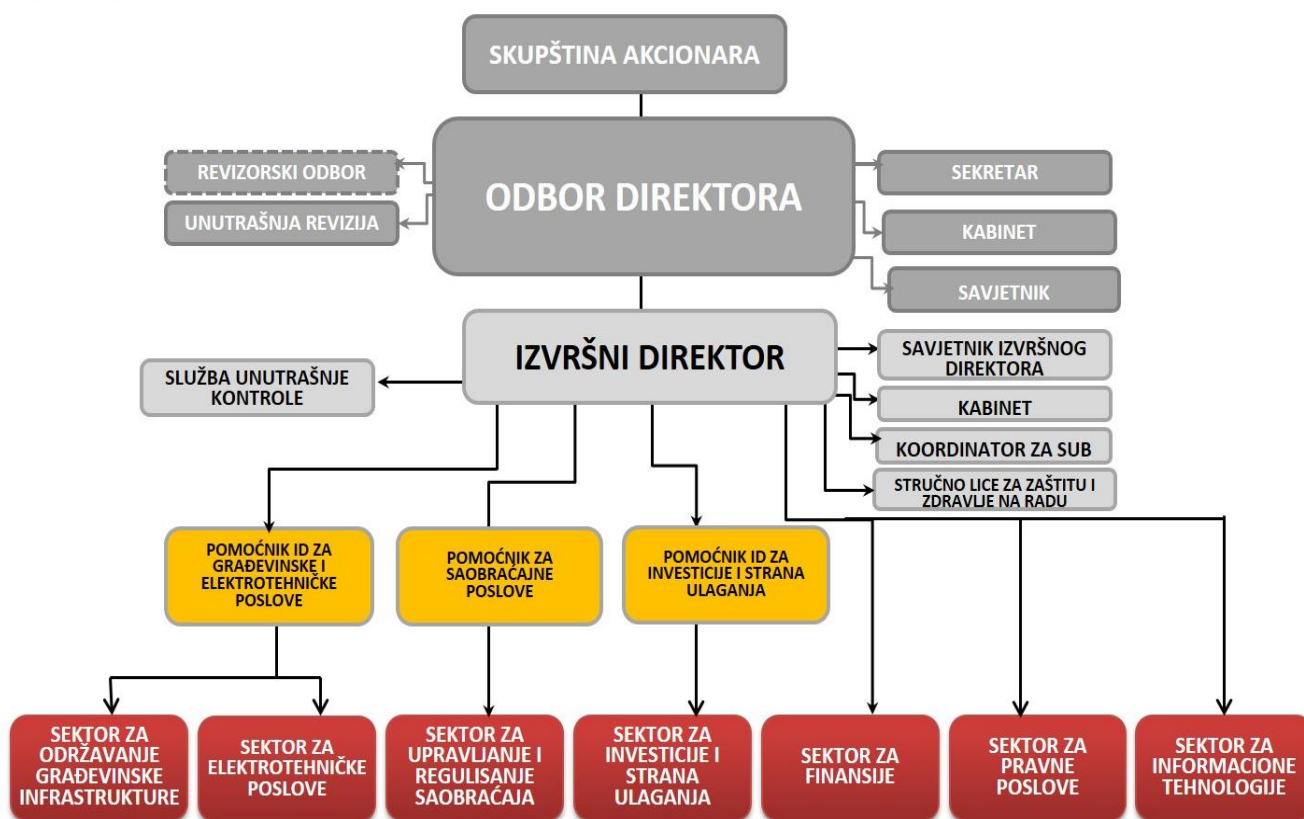 SKUPŠTINA AKCIONARA
ODBOR DIREKTORA
REVIZORSKI ODBOR
UNUTRAŠNJA REVIZIJA
SEKRETAR
KABINET
SAVJETNIK
IZVRŠNI DIREKTOR
SLUŽBA UNUTRAŠNJE
KONTROLE
SAVJETNIK IZVRŠNOG
DIREKTORA
KABINET
KOORDINATOR ZA SUB
STRUČNO LICE ZA ZAŠTITU I
ZDRAVLJE NA RADU
POMOĆNIK ID ZA
GRAĐEVINSKE I
ELEKTROTEHNIČKE
POSLOVE
POMOĆNIK ZA
SAOBRAĆAJNE
POSLOVE
POMOĆNIK ID ZA
INVESTICIJE I STRANA
ULAGANJA
SEKTOR ZA
ODRŽAVANJE
GRAĐEVINSKE
INFRASTRUKTURE
SEKTOR ZA
ELEKTROTEHNIČKE
POSLOVE
SEKTOR ZA
UPRAVLJANJE I
REGULISANJE
SAOBRAĆAJA
SEKTOR ZA
INVESTICIJE I
STRANA
ULAGANJA
SEKTOR ZA
FINANSIJE
SEKTOR ZA
PRAVNE
POSLOVE
SEKTOR ZA
INFORMACIONE
TEHNOLOGIJE